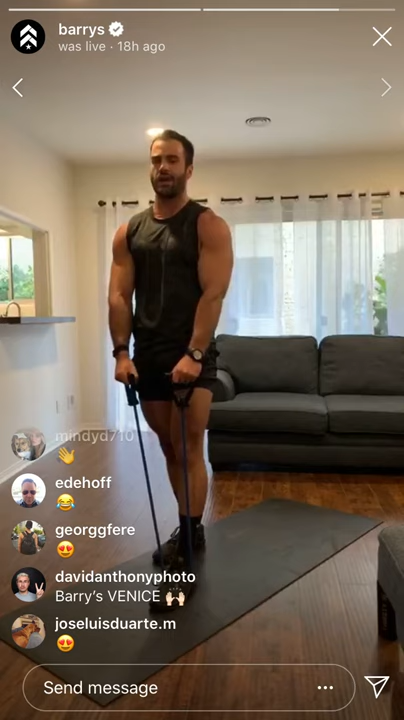 barrys
was live · 18h ago
mindyd710
👋
edehoff
😂
georggfere
😍
davidanthonyphoto
Barry's VENICE 🙌🏻
joseluisduarte.m
😍
Send message